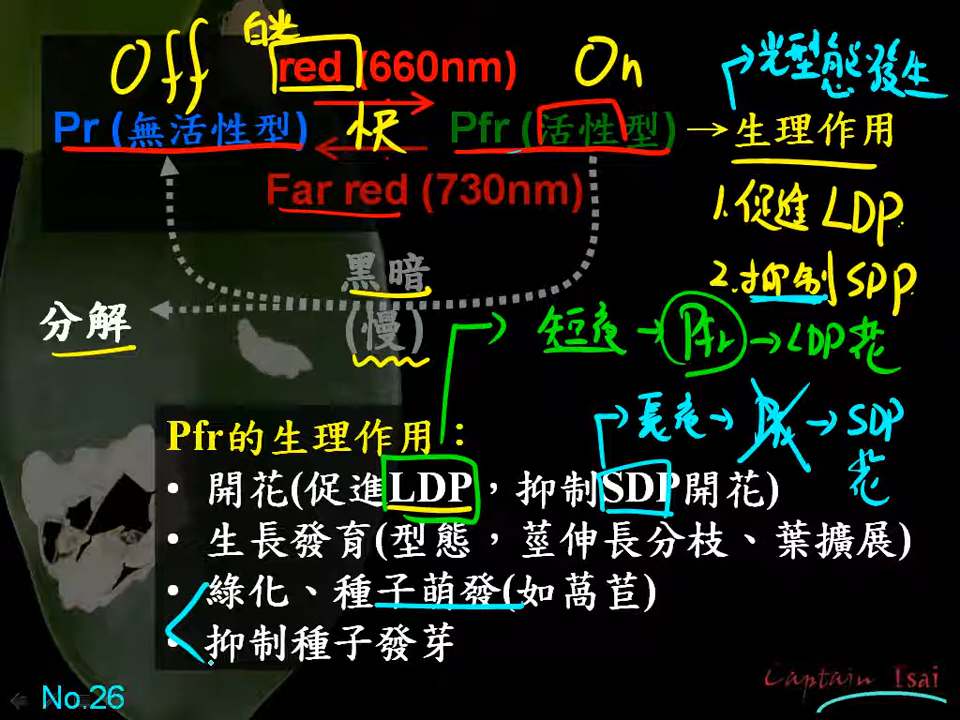 Off 白光 On 光型態發生
red (660nm)
Pr (無活性型) 快 Pfr (活性型) → 生理作用
Far red (730nm)
1. 促進 LDP
2. 抑制 SDP
黑暗
(慢)
分解
短夜 → Pfr → LDP 花
長夜 → Pfr → SDP 花
Pfr的生理作用：
• 開花(促進LDP，抑制SDP開花)
• 生長發育(型態，莖伸長分枝、葉擴展)
• 綠化、種子萌發(如萵苣)
• 抑制種子發芽
Captain Tsai
No.26